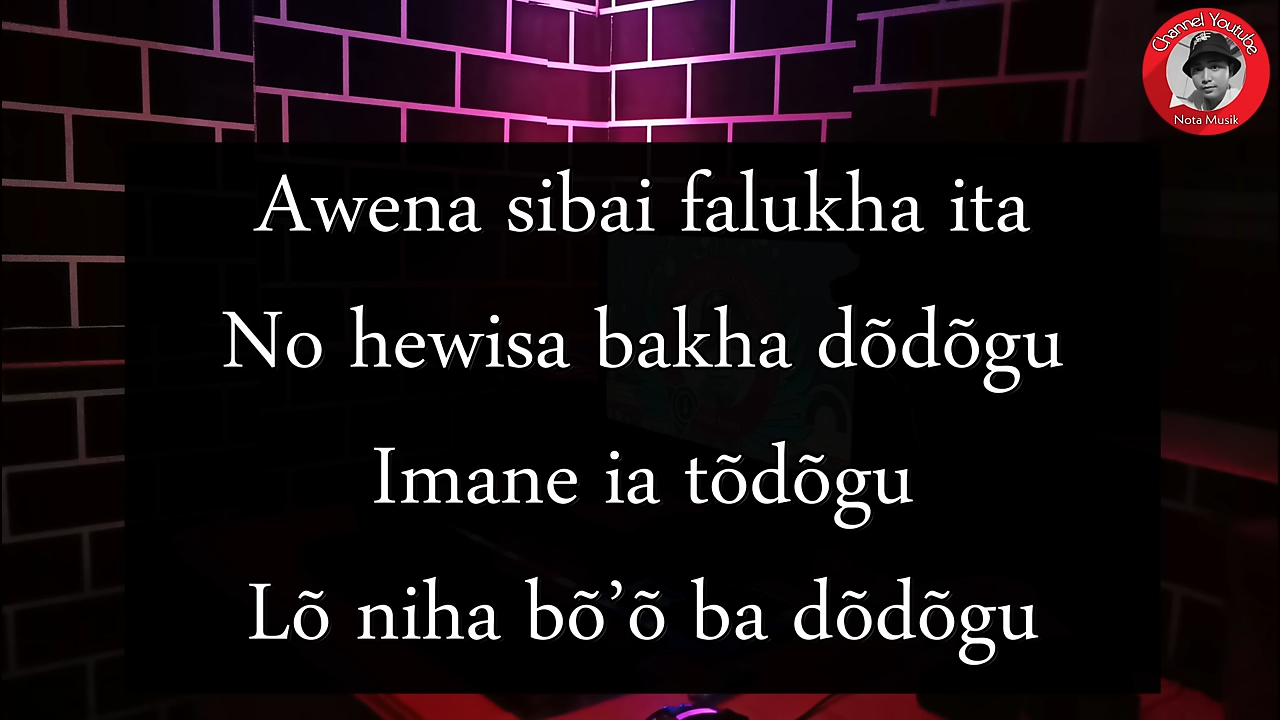 Channel Youtube
Nota Musik
Awena sibai falukha ita
No hewisa bakha dõdõgu
Imane ia tõdõgu
Lõ niha bõ’õ ba dõdõgu